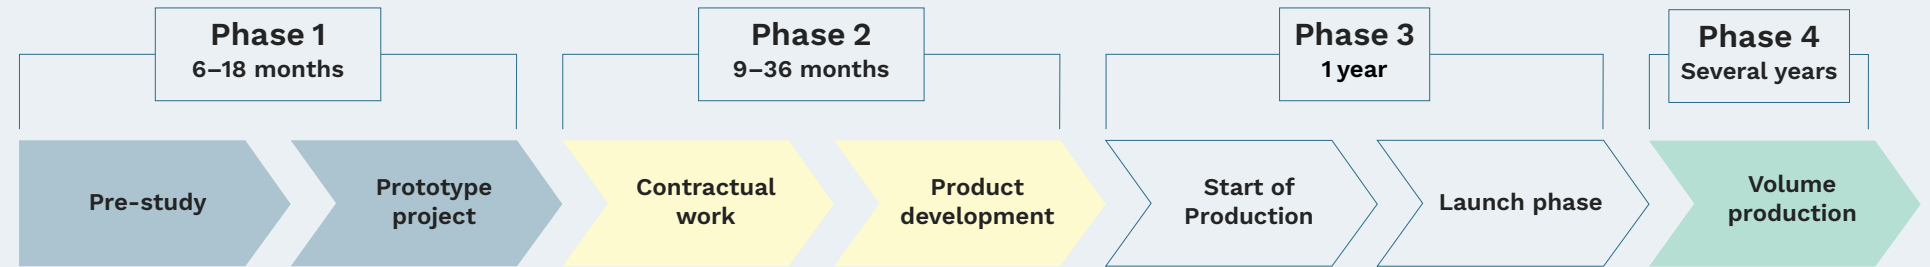 Phase 1
6–18 months
Phase 2
9–36 months
Phase 3
1 year
Phase 4
Several years
Pre-study
Prototype
project
Contractual
work
Product
development
Start of
Production
Launch phase
Volume
production